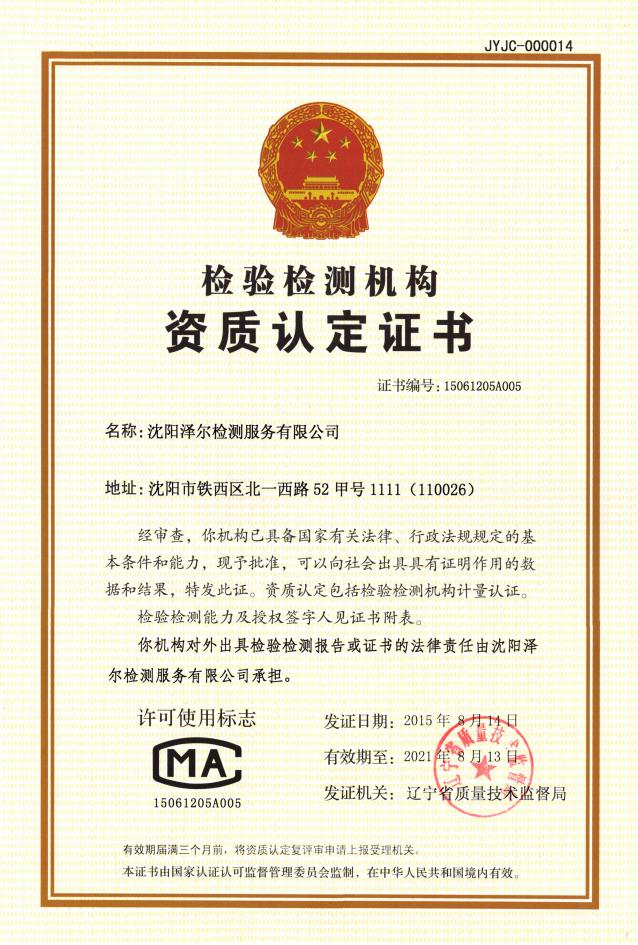 JYJC-000014
检验检测机构
资质认定证书
证书编号：15061205A005
名称：沈阳泽尔检测服务有限公司
地址：沈阳市铁西区北一西路 52 甲号 1111（110026）
经审查，你机构已具备国家有关法律、行政法规规定的基
本条件和能力，现予批准，可以向社会出具具有证明作用的数
据和结果，特发此证。资质认定包括检验检测机构计量认证。
检验检测能力及授权签字人见证书附表。
你机构对外出具检验检测报告或证书的法律责任由沈阳泽
尔检测服务有限公司承担。
许可使用标志
MA
15061205A005
发证日期：2015 年 8 月 14 日
有效期至：2021 年 8 月 13 日
发证机关：辽宁省质量技术监督局
辽宁省质量技术监督局
有效期届满三个月前，将资质认定复评审申请上报受理机关。
本证书由国家认证认可监督管理委员会监制，在中华人民共和国境内有效。